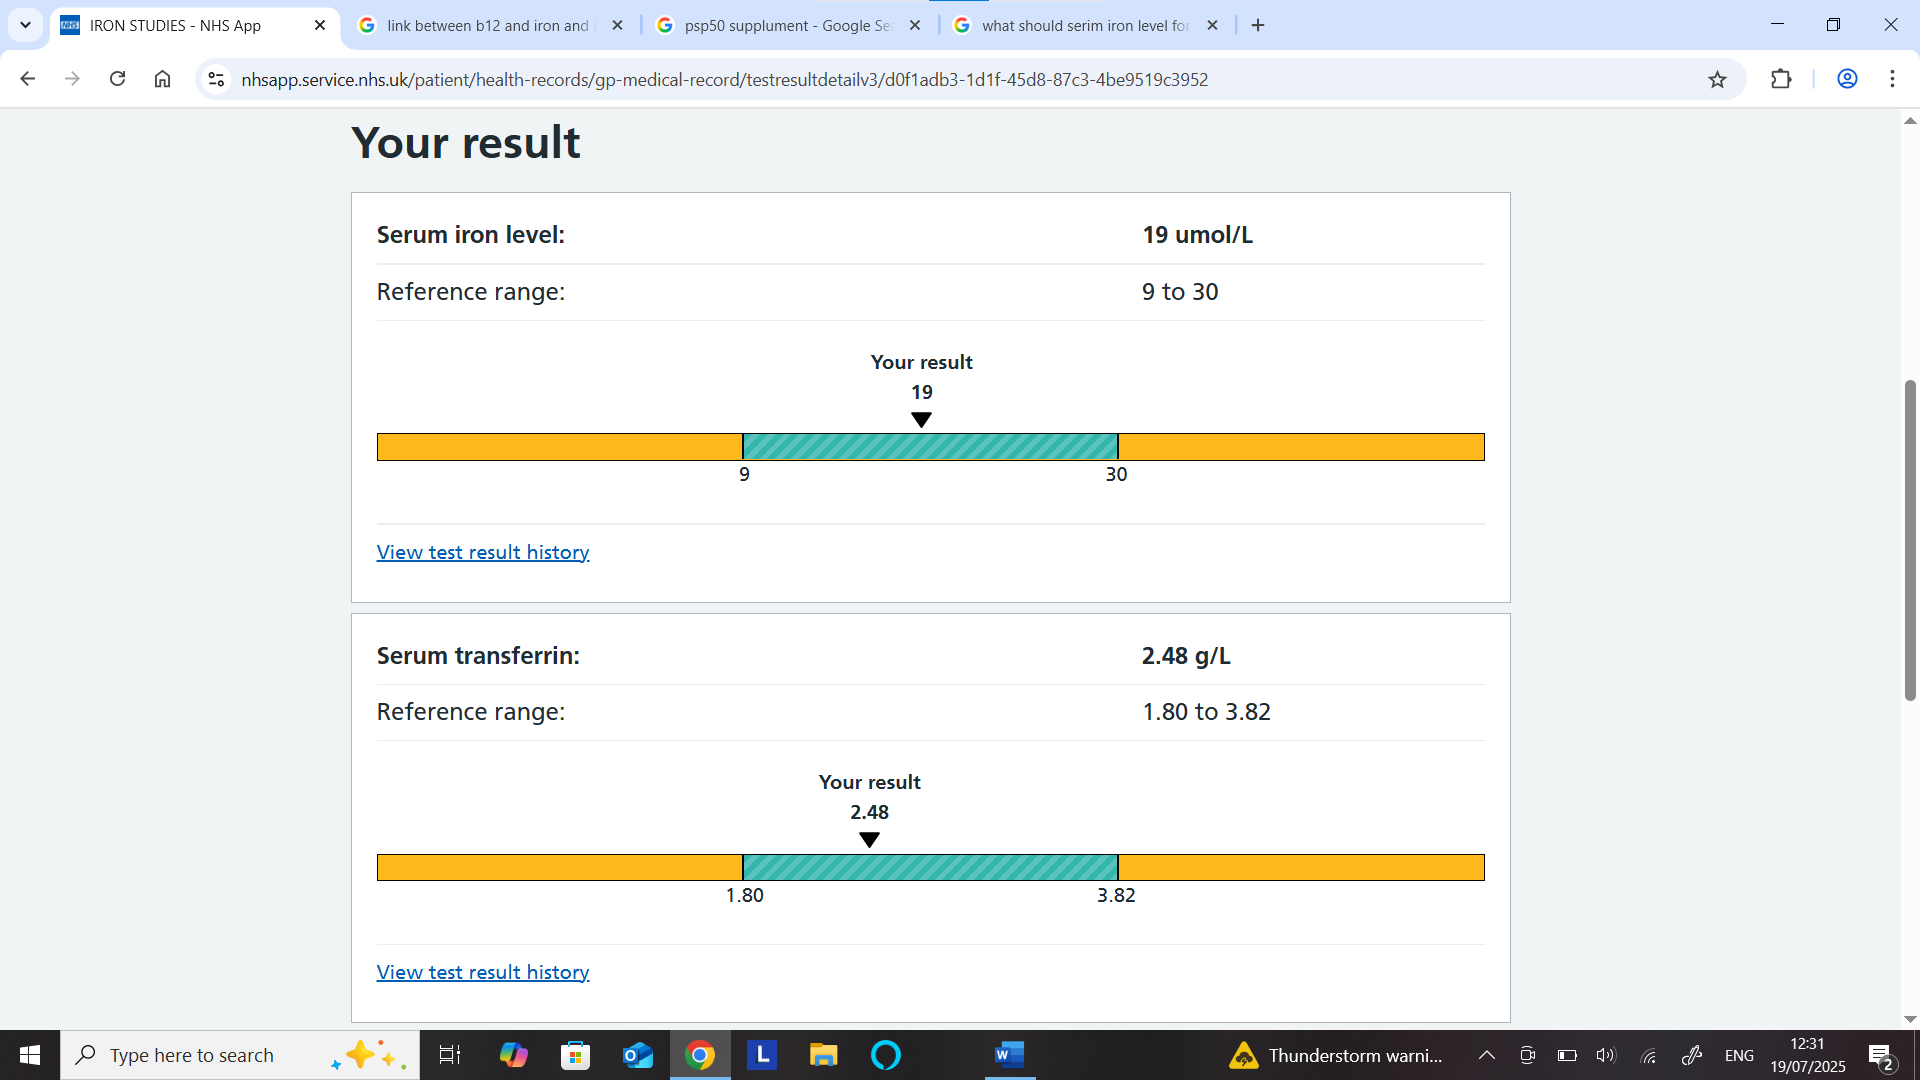 IRON STUDIES - NHS App
link between b12 and iron and
psp50 supplument - Google Se
what should serim iron level for
nhsapp.service.nhs.uk/patient/health-records/gp-medical-record/testresultdetailv3/d0f1adb3-1d1f-45d8-87c3-4be9519c3952
Your result
Serum iron level: 19 umol/L
Reference range: 9 to 30
Your result
19
9 30
View test result history
Serum transferrin: 2.48 g/L
Reference range: 1.80 to 3.82
Your result
2.48
1.80 3.82
View test result history
Type here to search
Thunderstorm warni...
ENG
12:31
19/07/2025
2